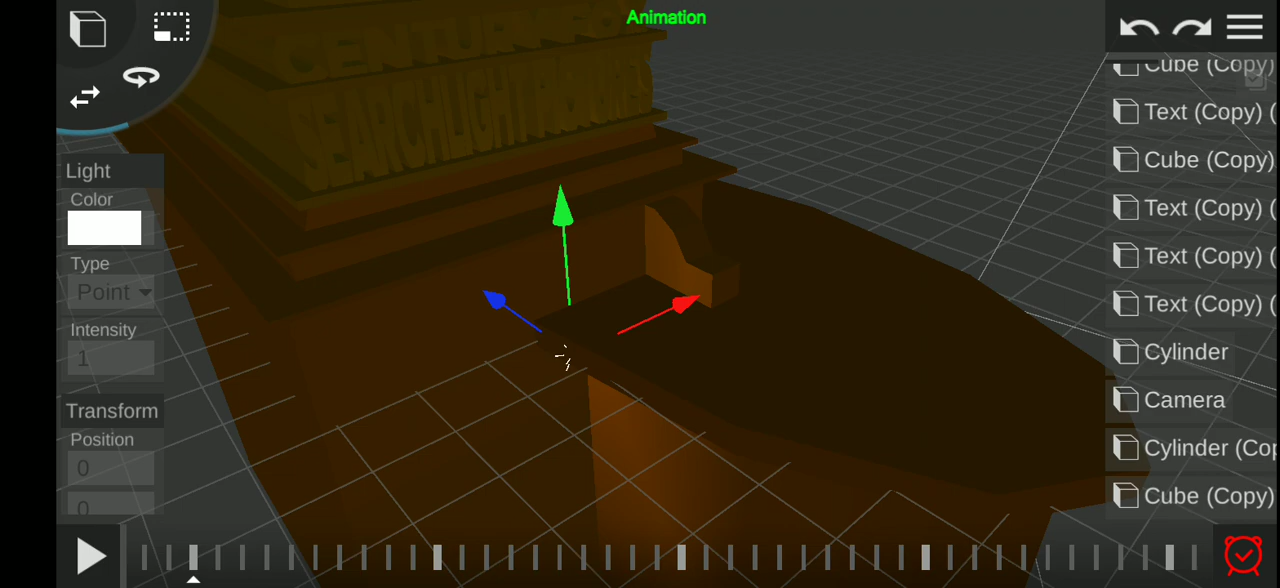 Animation
CENTURY FO
SEARCHLIGHT
Light
Color
Type
Point
Intensity
1
Transform
Position
0
0
Cube (Copy)
Text (Copy) (
Cube (Copy)
Text (Copy) (
Text (Copy) (
Text (Copy) (
Cylinder
Camera
Cylinder (Cop
Cube (Copy)